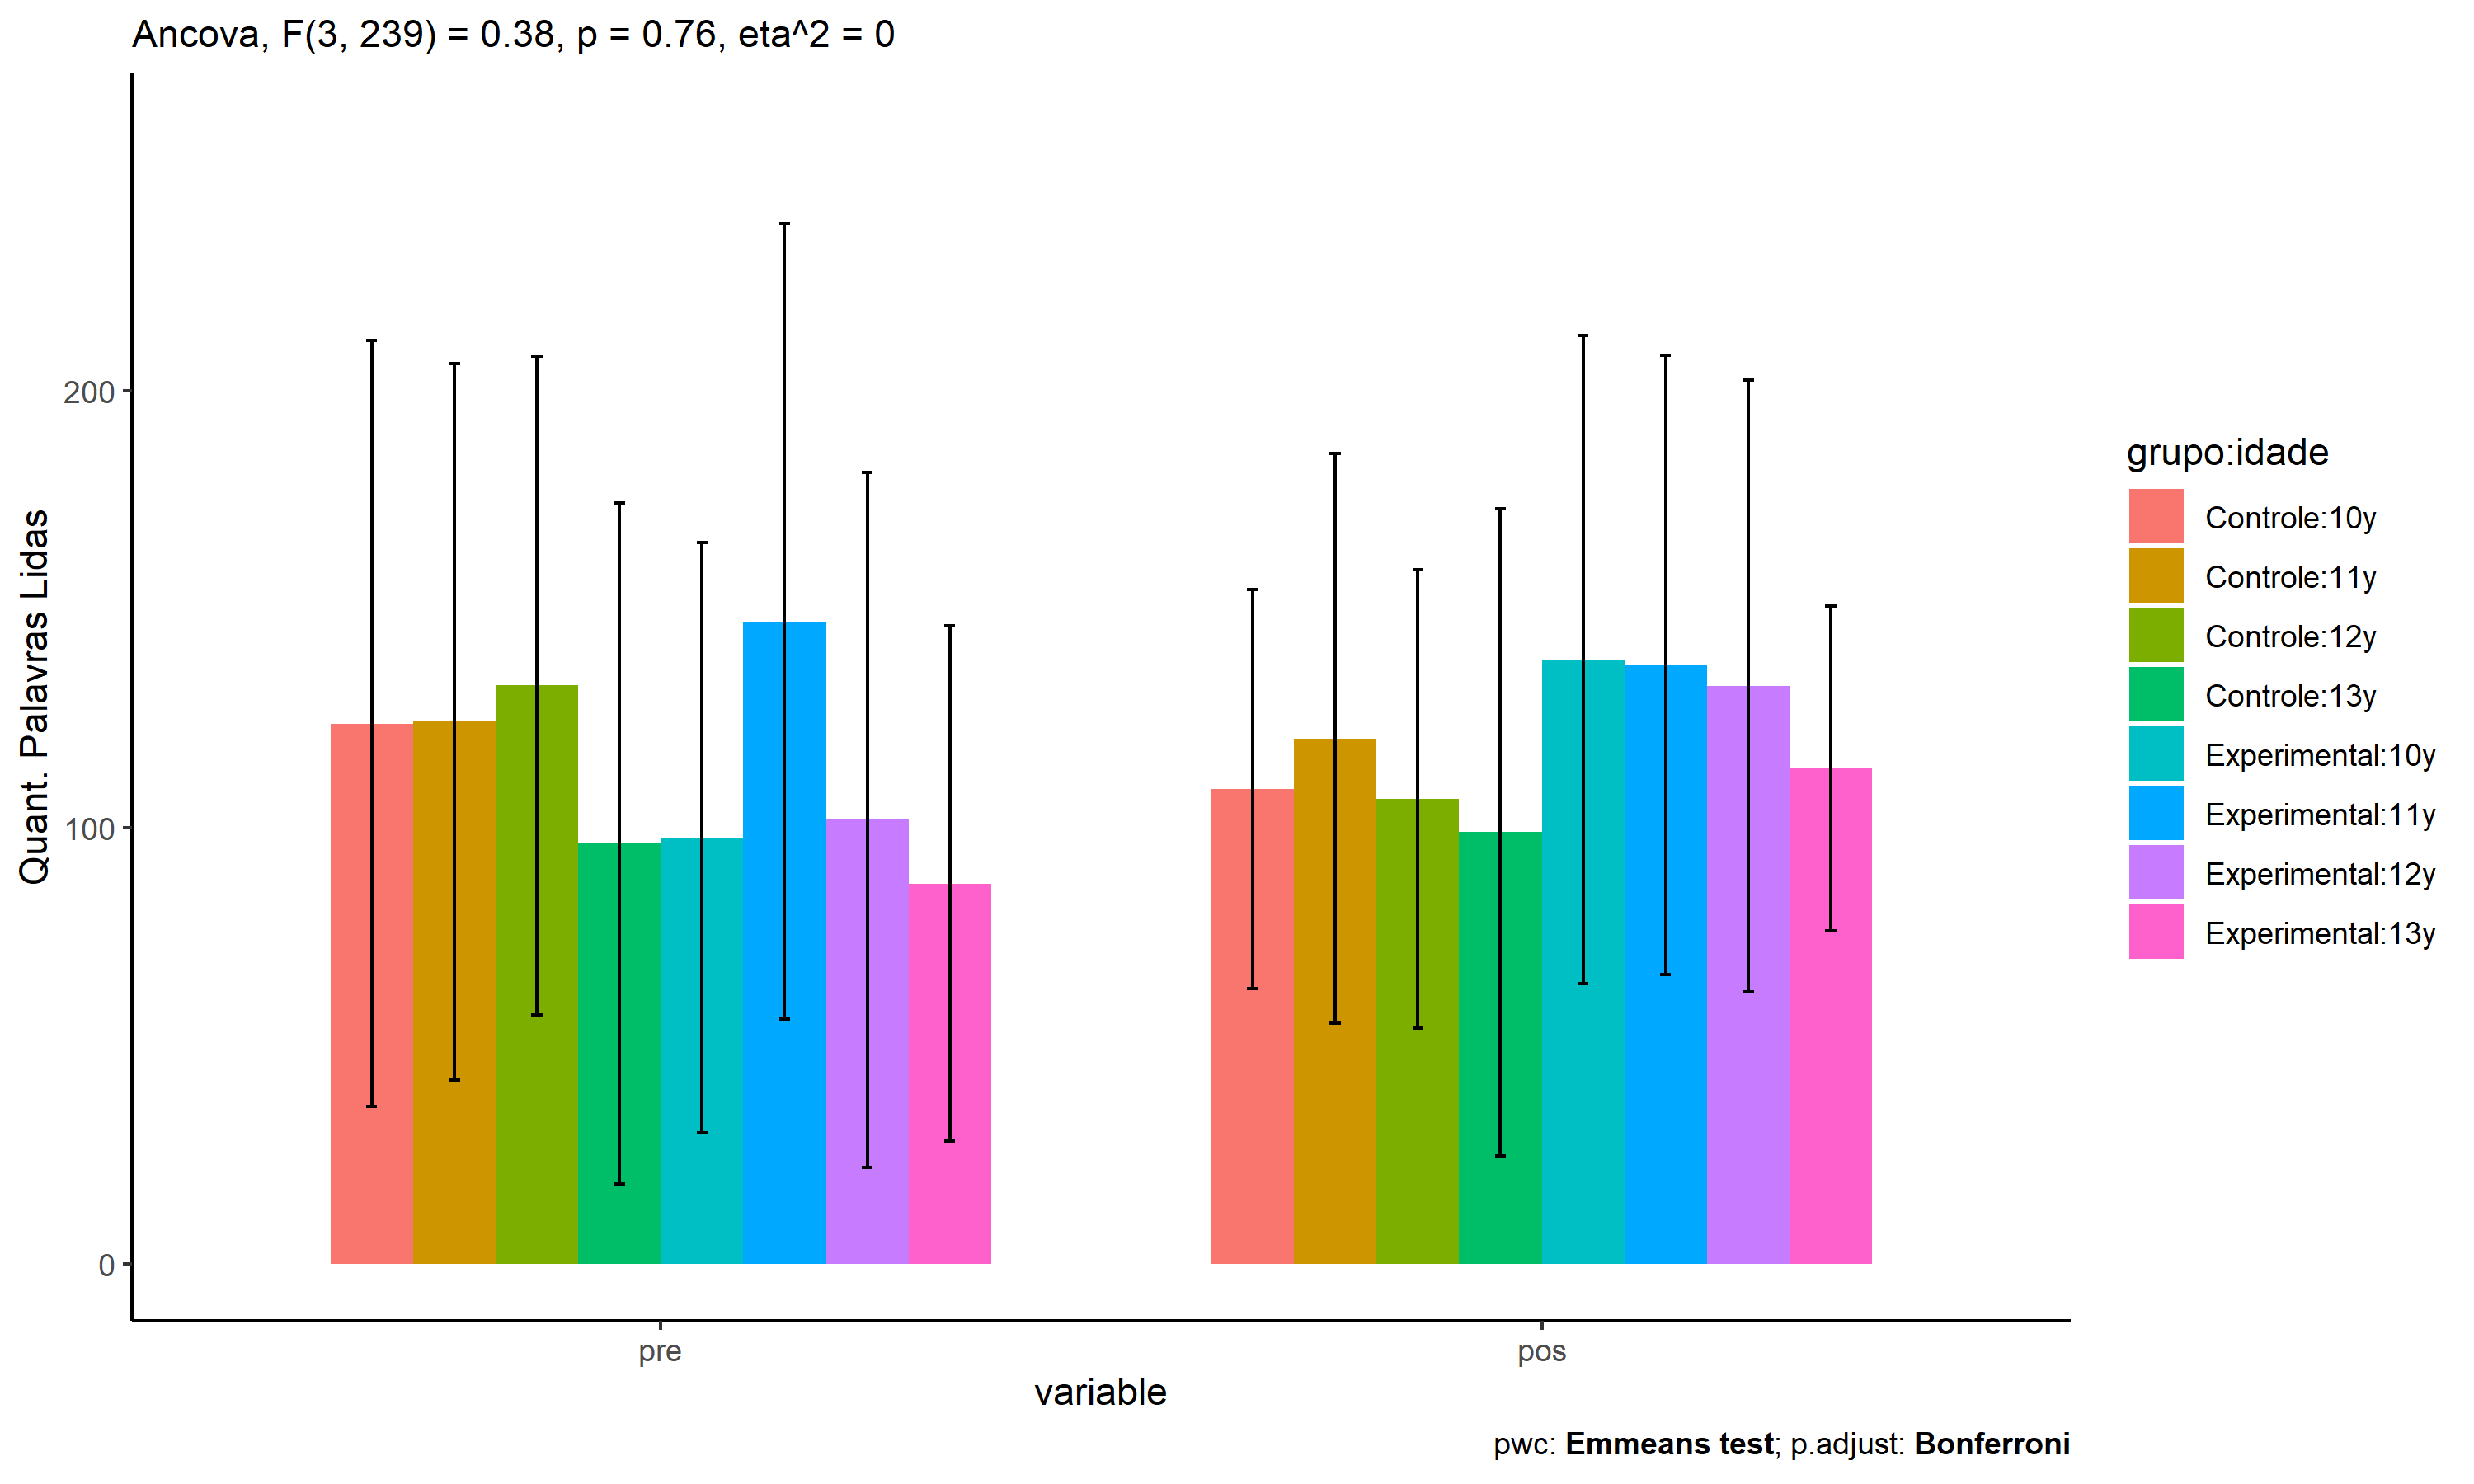 Ancova, F(3, 239) = 0.38, p = 0.76, eta^2 = 0
Quant. Palavras Lidas
200
100
0
pre
pos
variable
grupo:idade
Controle:10y
Controle:11y
Controle:12y
Controle:13y
Experimental:10y
Experimental:11y
Experimental:12y
Experimental:13y
pwc: Emmeans test; p.adjust: Bonferroni